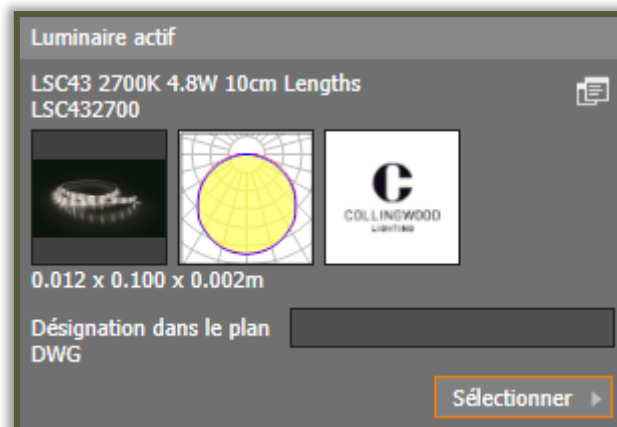 Luminaire actif
LSC43 2700K 4.8W 10cm Lengths
LSC432700
COLLINGWOOD
LIGHTING
0.012 x 0.100 x 0.002m
Désignation dans le plan
DWG
Sélectionner